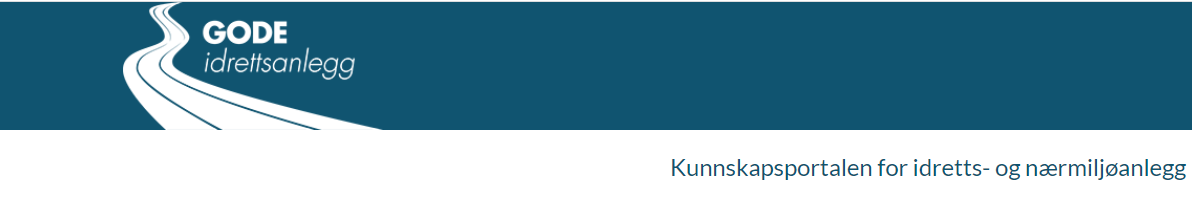 GODE
idrettsanlegg
Kunnskapsportalen for idretts- og nærmiljøanlegg